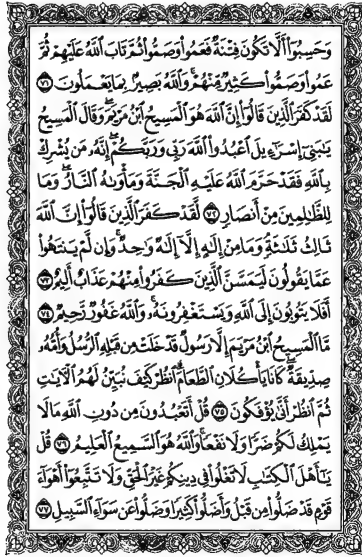 وَحَسِبُوٓا۟ أَلَّا تَكُونَ فِتْنَةٌ فَعَمُوا۟ وَصَمُّوا۟ ثُمَّ تَابَ ٱللَّهُ عَلَيْهِمْ ثُمَّ
عَمُوا۟ وَصَمُّوا۟ كَثِيرٌ مِّنْهُمْ ۚ وَٱللَّهُ بَصِيرٌۢ بِمَا يَعْمَلُونَ ٧١
لَقَدْ كَفَرَ ٱلَّذِينَ قَالُوٓا۟ إِنَّ ٱللَّهَ هُوَ ٱلْمَسِيحُ ٱبْنُ مَرْيَمَ ۖ وَقَالَ ٱلْمَسِيحُ
يَـٰبَنِىٓ إِسْرَٰٓءِيلَ ٱعْبُدُوا۟ ٱللَّهَ رَبِّى وَرَبَّكُمْ ۖ إِنَّهُۥ مَن يُشْرِكْ
بِٱللَّهِ فَقَدْ حَرَّمَ ٱللَّهُ عَلَيْهِ ٱلْجَنَّةَ وَمَأْوَىٰهُ ٱلنَّارُ ۖ وَمَا
لِلظَّـٰلِمِينَ مِنْ أَنصَارٍ ٧٢ لَّقَدْ كَفَرَ ٱلَّذِينَ قَالُوٓا۟ إِنَّ ٱللَّهَ
ثَالِثُ ثَلَـٰثَةٍ ۘ وَمَا مِنْ إِلَـٰهٍ إِلَّآ إِلَـٰهٌ وَٰحِدٌ ۚ وَإِن لَّمْ يَنتَهُوا۟
عَمَّا يَقُولُونَ لَيَمَسَّنَّ ٱلَّذِينَ كَفَرُوا۟ مِنْهُمْ عَذَابٌ أَلِيمٌ ٧٣
أَفَلَا يَتُوبُونَ إِلَى ٱللَّهِ وَيَسْتَغْفِرُونَهُۥ ۚ وَٱللَّهُ غَفُورٌ رَّحِيمٌ ٧٤
مَّا ٱلْمَسِيحُ ٱبْنُ مَرْيَمَ إِلَّا رَسُولٌ قَدْ خَلَتْ مِن قَبْلِهِ ٱلرُّسُلُ وَأُمُّهُۥ
صِدِّيقَةٌ ۖ كَانَا يَأْكُلَانِ ٱلطَّعَامَ ۗ ٱنظُرْ كَيْفَ نُبَيِّنُ لَهُمُ ٱلْـَٔايَـٰتِ
ثُمَّ ٱنظُرْ أَنَّىٰ يُؤْفَكُونَ ٧٥ قُلْ أَتَعْبُدُونَ مِن دُونِ ٱللَّهِ مَا لَا
يَمْلِكُ لَكُمْ ضَرًّا وَلَا نَفْعًا ۚ وَٱللَّهُ هُوَ ٱلسَّمِيعُ ٱلْعَلِيمُ ٧٦ قُلْ
يَـٰٓأَهْلَ ٱلْكِتَـٰبِ لَا تَغْلُوا۟ فِى دِينِكُمْ غَيْرَ ٱلْحَقِّ وَلَا تَتَّبِعُوٓا۟ أَهْوَآءَ
قَوْمٍ قَدْ ضَلُّوا۟ مِن قَبْلُ وَأَضَلُّوا۟ كَثِيرًا وَضَلُّوا۟ عَن سَوَآءِ ٱلسَّبِيلِ ٧٧